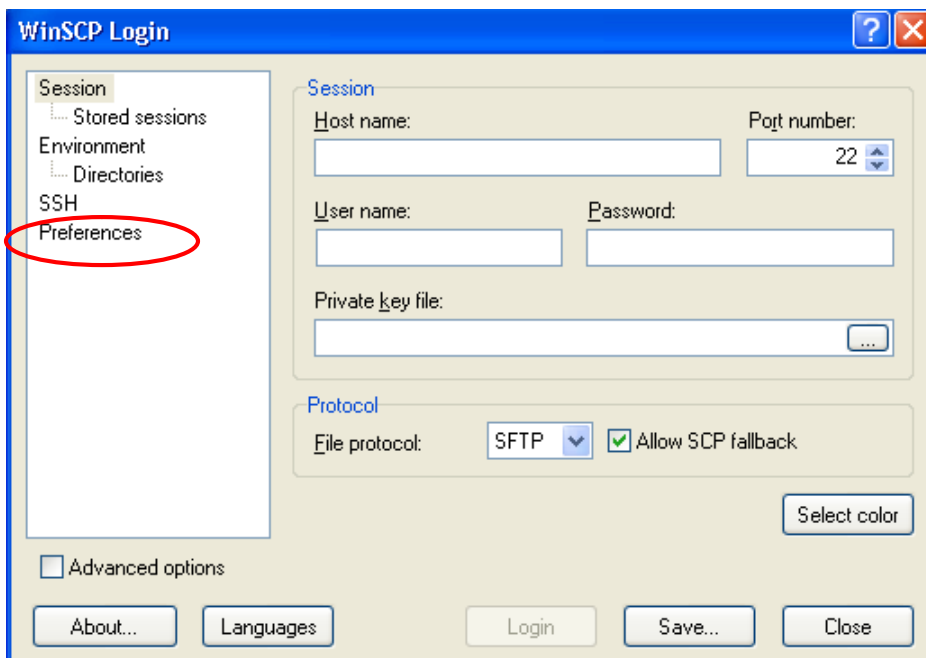 WinSCP Login
Session
Stored sessions
Environment
Directories
SSH
Preferences
Session
Host name:
Port number:
22
User name:
Password:
Private key file:
...
Protocol
File protocol:
SFTP
Allow SCP fallback
Select color
Advanced options
About...
Languages
Login
Save...
Close